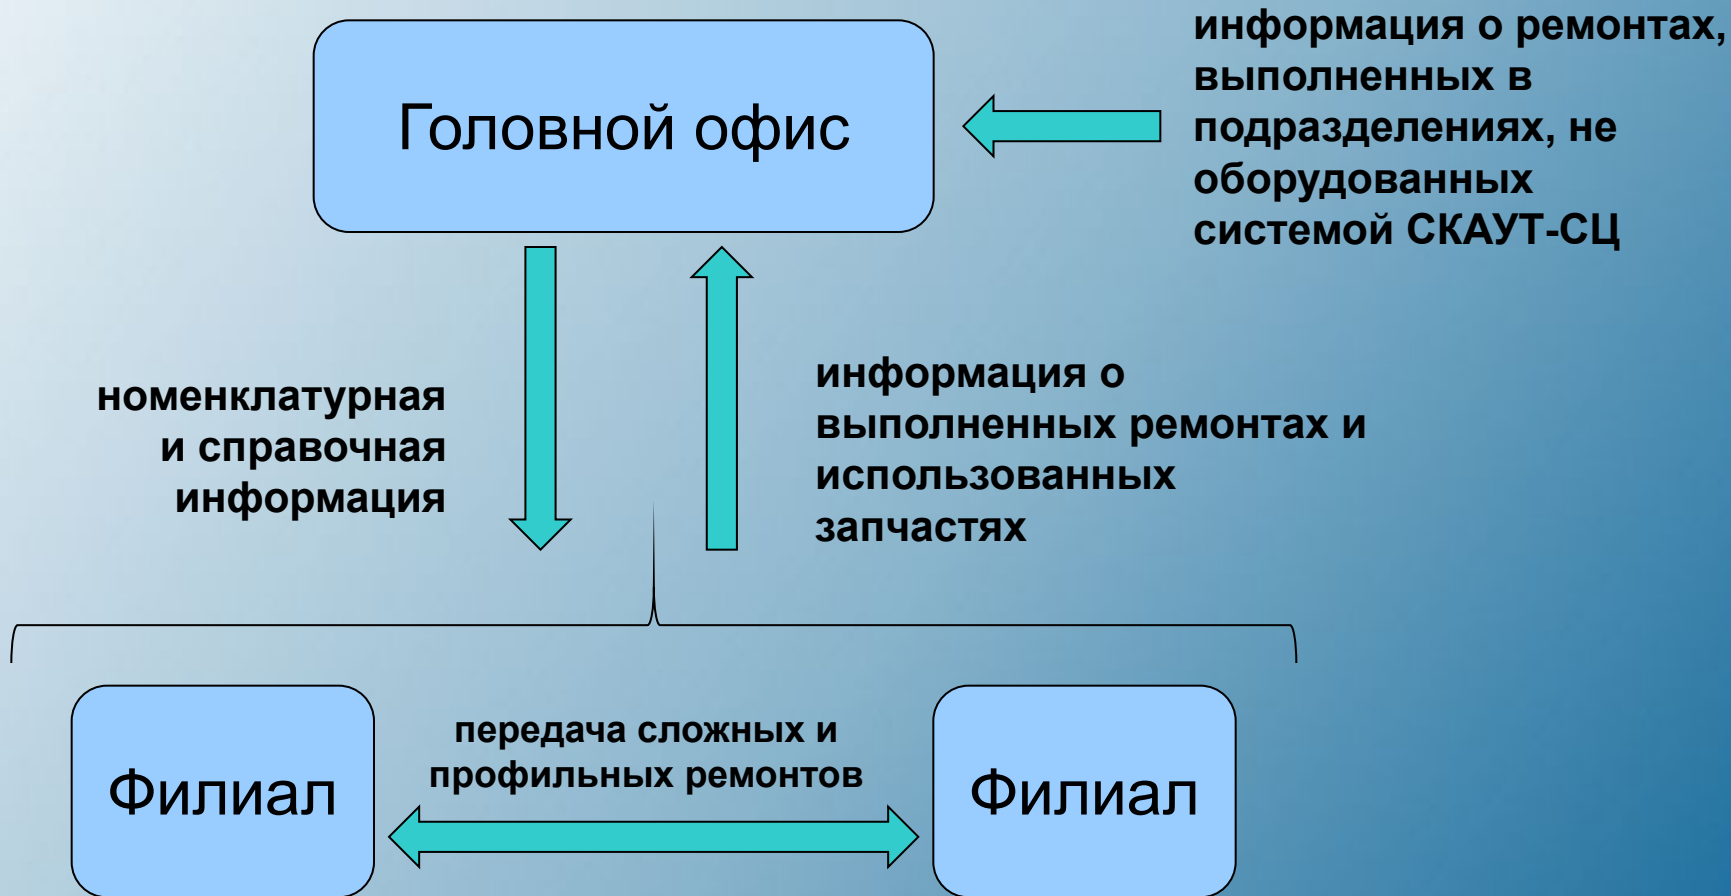 информация о ремонтах,
выполненных в
подразделениях, не
оборудованных
системой СКАУТ-СЦ
Головной офис
номенклатурная
и справочная
информация
информация о
выполненных ремонтах и
использованных
запчастях
передача сложных и
профильных ремонтов
Филиал
Филиал